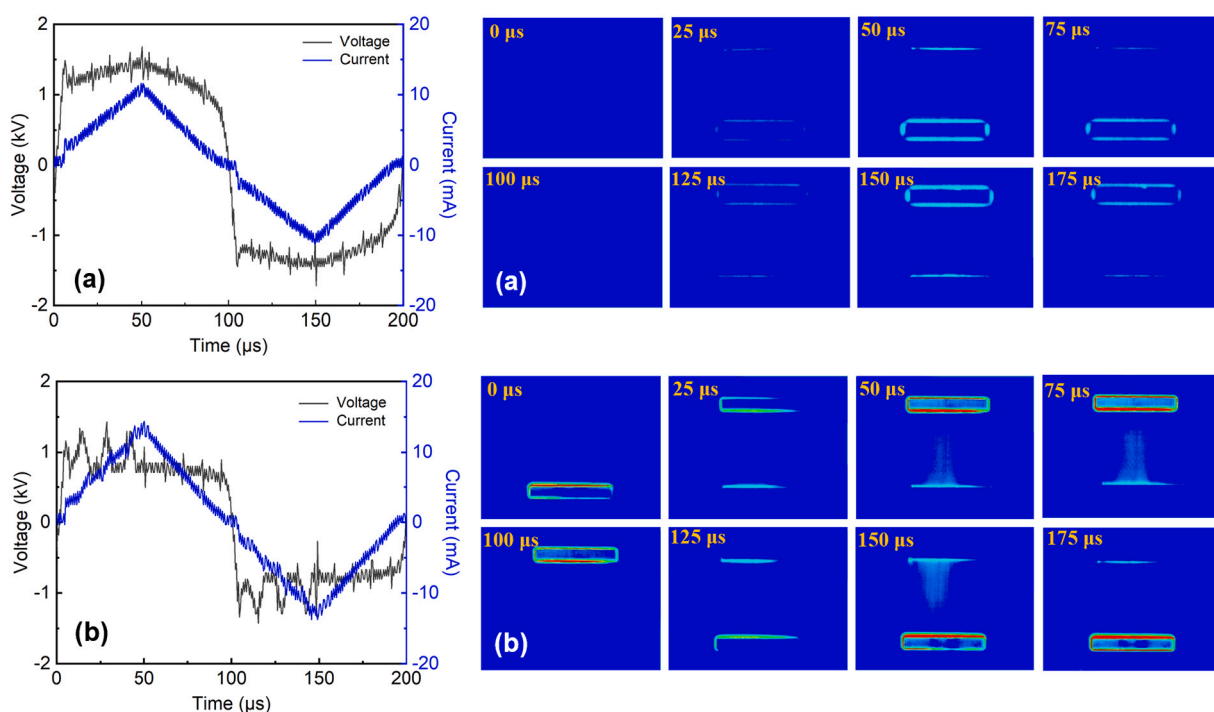 2
1
0
-1
-2
Voltage (kV)
20
10
0
-10
-20
Current (mA)
Voltage
Current
(a)
0
50
100
150
200
Time (µs)
0 µs
25 µs
50 µs
75 µs
100 µs
125 µs
150 µs
175 µs
(a)
2
1
0
-1
-2
Voltage (kV)
20
10
0
-10
-20
Current (mA)
Voltage
Current
(b)
0
50
100
150
200
Time (µs)
0 µs
25 µs
50 µs
75 µs
100 µs
125 µs
150 µs
175 µs
(b)